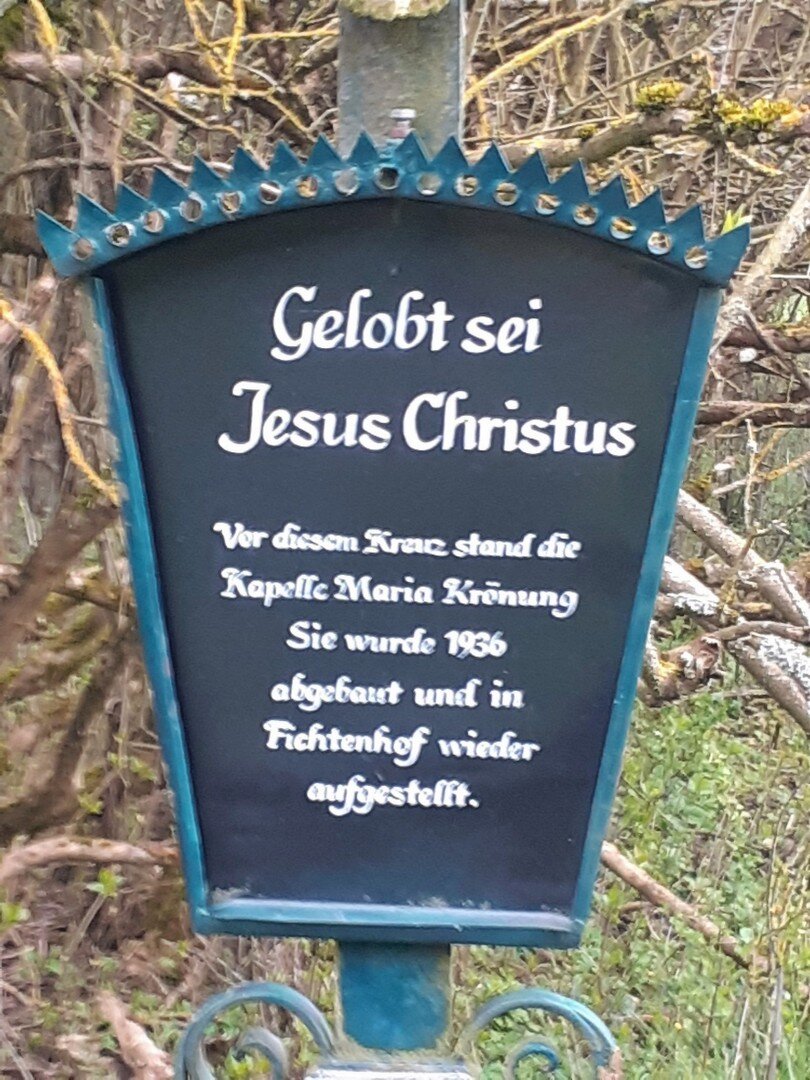 Gelobt sei
Jesus Christus
Vor diesem Kreuz stand die
Kapelle Maria Krönung
Sie wurde 1936
abgebaut und in
Fichtenhof wieder
aufgestellt.